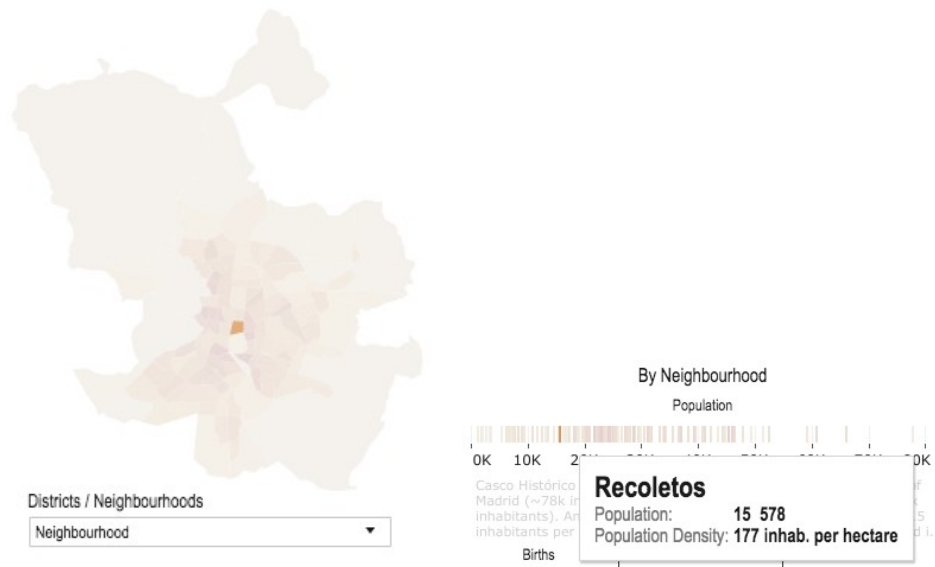 By Neighbourhood
Population
0K 10K
Casco Histórico
Madrid (~78k
inhabitants).
inhabitants per
Recoletos
Population: 15 578
Population Density: 177 inhab. per hectare
Births
Districts / Neighbourhoods
Neighbourhood